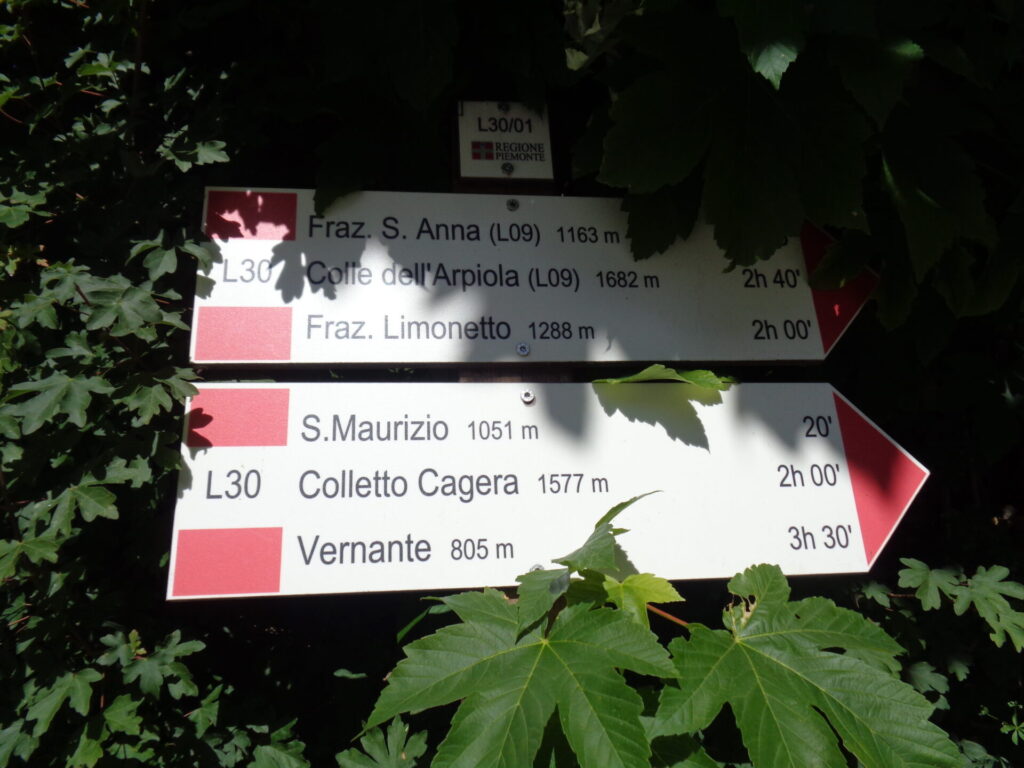 L30/01
REGIONE
PIEMONTE
Fraz. S. Anna (L09) 1163 m
L30 Colle dell'Arpiola (L09) 1682 m 2h 40'
Fraz. Limonetto 1288 m 2h 00'
S.Maurizio 1051 m 20'
L30 Colletto Cagera 1577 m 2h 00'
Vernante 805 m 3h 30'